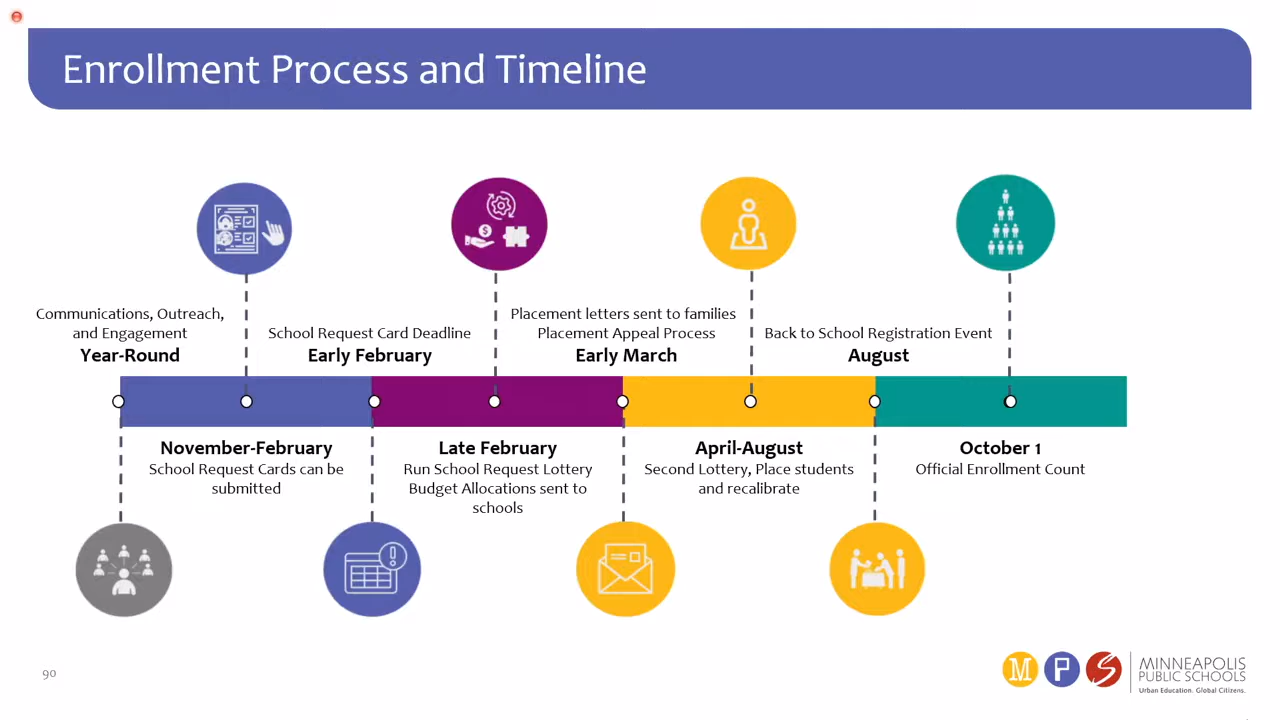 Enrollment Process and Timeline
Communications, Outreach,
and Engagement
Year-Round
School Request Card Deadline
Early February
Placement letters sent to families
Placement Appeal Process
Early March
Back to School Registration Event
August
November-February
School Request Cards can be
submitted
Late February
Run School Request Lottery
Budget Allocations sent to
schools
April-August
Second Lottery, Place students
and recalibrate
October 1
Official Enrollment Count
90
M P S
MINNEAPOLIS
PUBLIC SCHOOLS
Urban Education. Global Citizens.